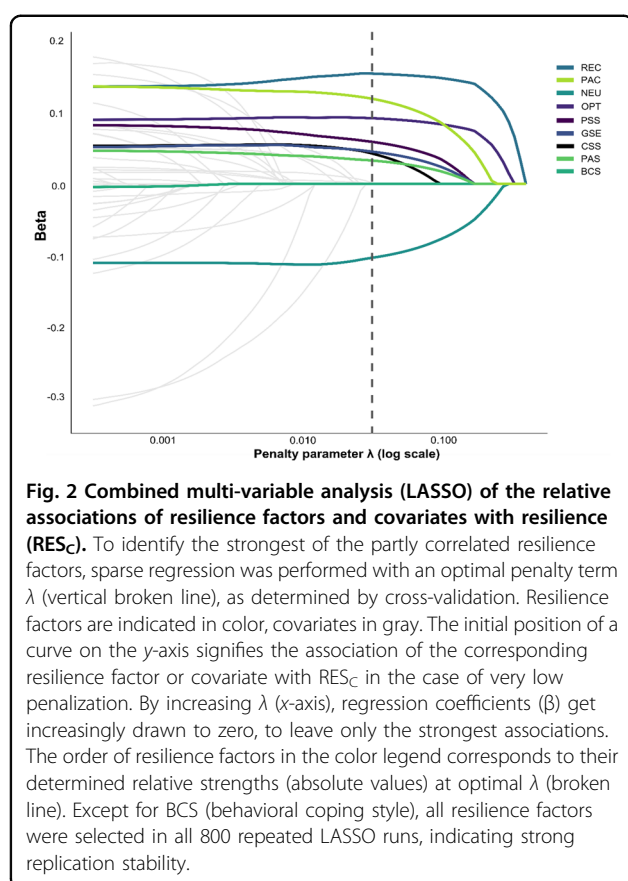 0.2
0.1
0.0
-0.1
-0.2
-0.3
Beta
0.001
0.010
0.100
Penalty parameter λ (log scale)
REC
PAC
NEU
OPT
PSS
GSE
CSS
PAS
BCS
Fig. 2 Combined multi-variable analysis (LASSO) of the relative
associations of resilience factors and covariates with resilience
(RESC). To identify the strongest of the partly correlated resilience
factors, sparse regression was performed with an optimal penalty term
λ (vertical broken line), as determined by cross-validation. Resilience
factors are indicated in color, covariates in gray. The initial position of a
curve on the y-axis signifies the association of the corresponding
resilience factor or covariate with RESC in the case of very low
penalization. By increasing λ (x-axis), regression coefficients (β) get
increasingly drawn to zero, to leave only the strongest associations.
The order of resilience factors in the color legend corresponds to their
determined relative strengths (absolute values) at optimal λ (broken
line). Except for BCS (behavioral coping style), all resilience factors
were selected in all 800 repeated LASSO runs, indicating strong
replication stability.